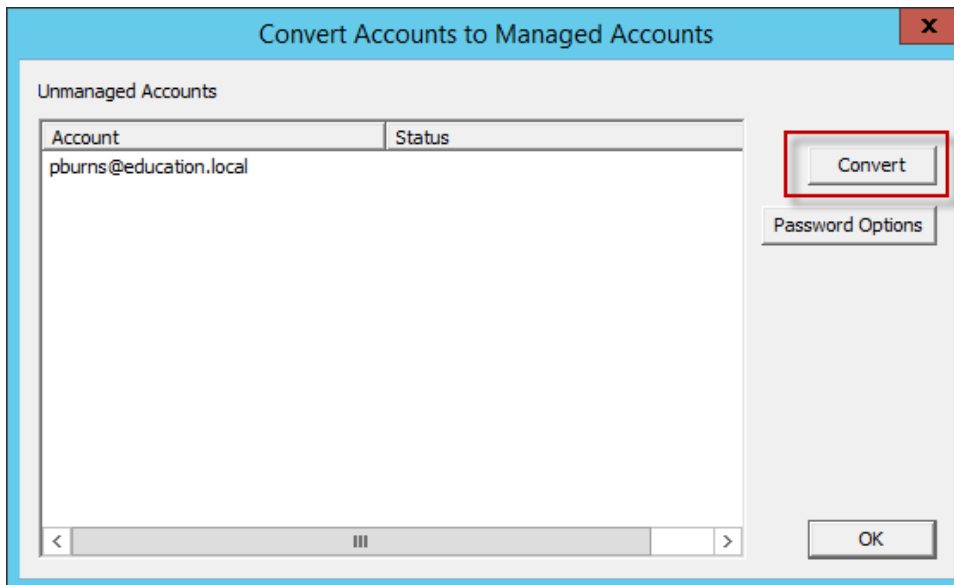 Convert Accounts to Managed Accounts
x
Unmanaged Accounts
Account Status
pburns@education.local
Convert
Password Options
OK